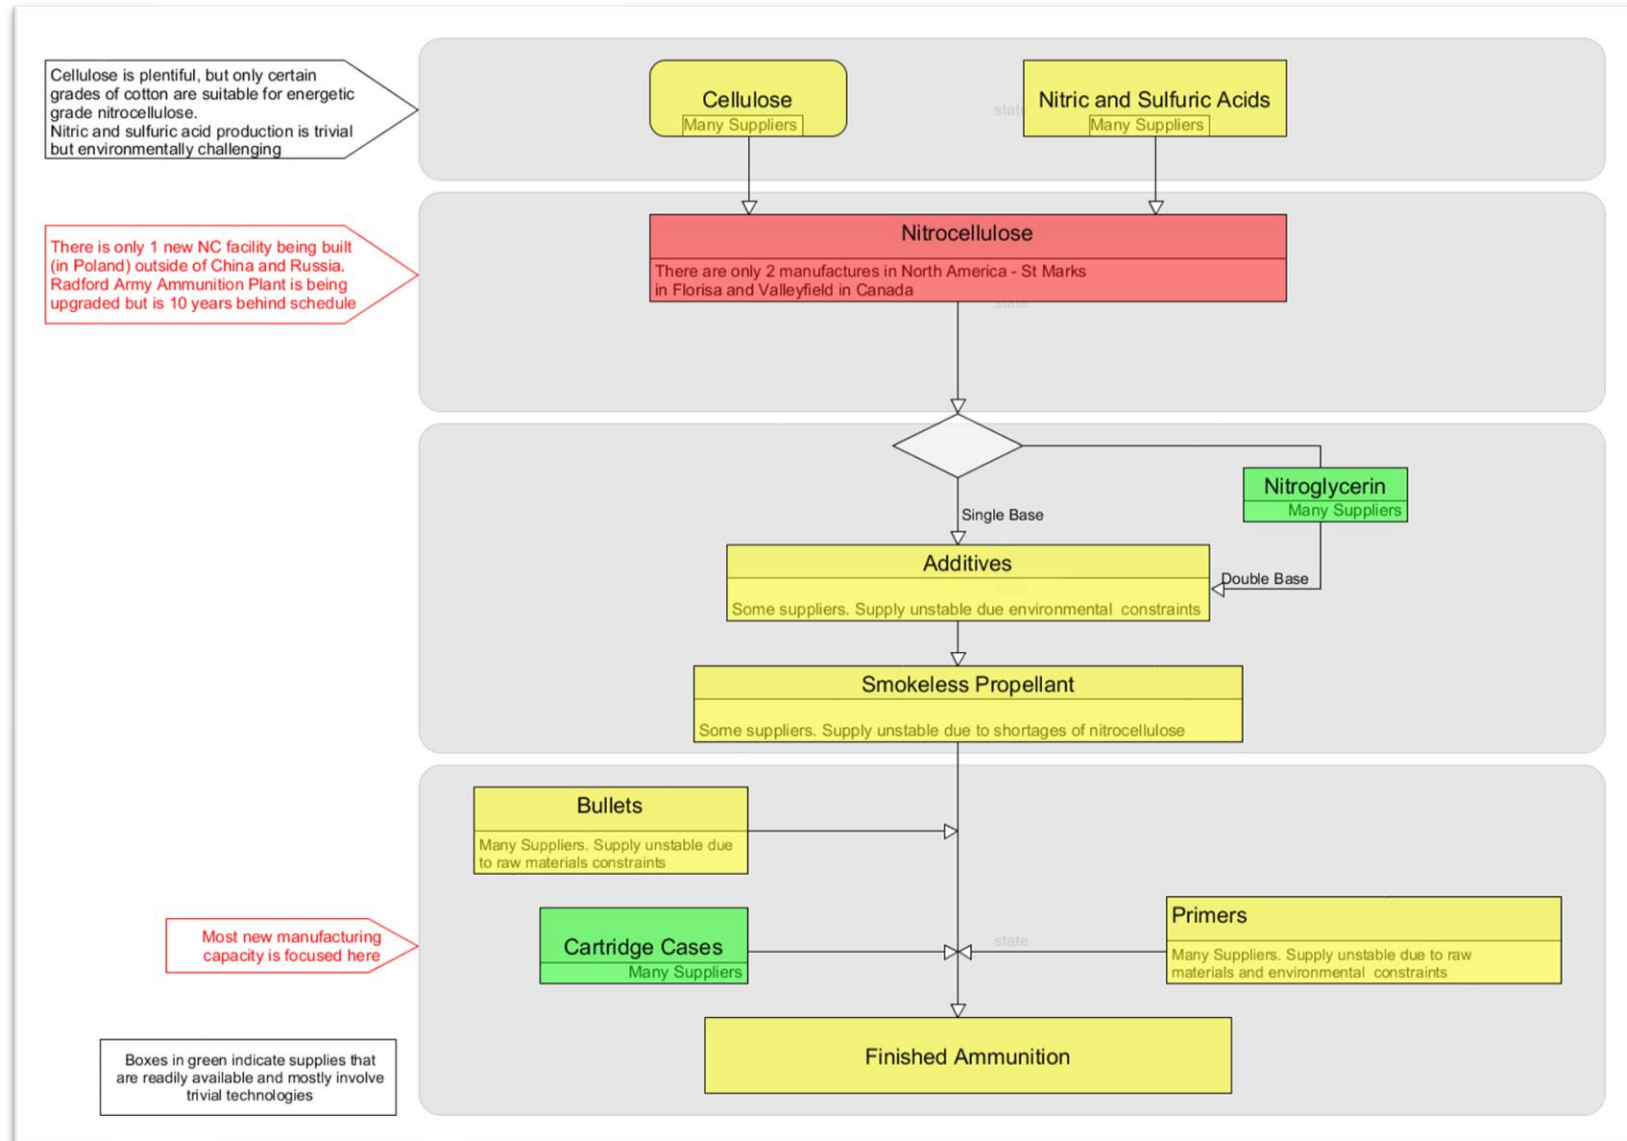 Cellulose is plentiful, but only certain
grades of cotton are suitable for energetic
grade nitrocellulose.
Nitric and sulfuric acid production is trivial
but environmentally challenging
Cellulose
Many Suppliers
state
Nitric and Sulfuric Acids
Many Suppliers
There is only 1 new NC facility being built
(in Poland) outside of China and Russia.
Radford Army Ammunition Plant is being
upgraded but is 10 years behind schedule
Nitrocellulose
There are only 2 manufactures in North America - St Marks
in Florisa and Valleyfield in Canada
state
Nitroglycerin
Many Suppliers
Single Base
Double Base
Additives
state
Some suppliers. Supply unstable due environmental constraints
Smokeless Propellant
Some suppliers. Supply unstable due to shortages of nitrocellulose
Bullets
Many Suppliers. Supply unstable due
to raw materials constraints
Most new manufacturing
capacity is focused here
Cartridge Cases
Many Suppliers
state
Primers
Many Suppliers. Supply unstable due to raw
materials and environmental constraints
Finished Ammunition
Boxes in green indicate supplies that
are readily available and mostly involve
trivial technologies